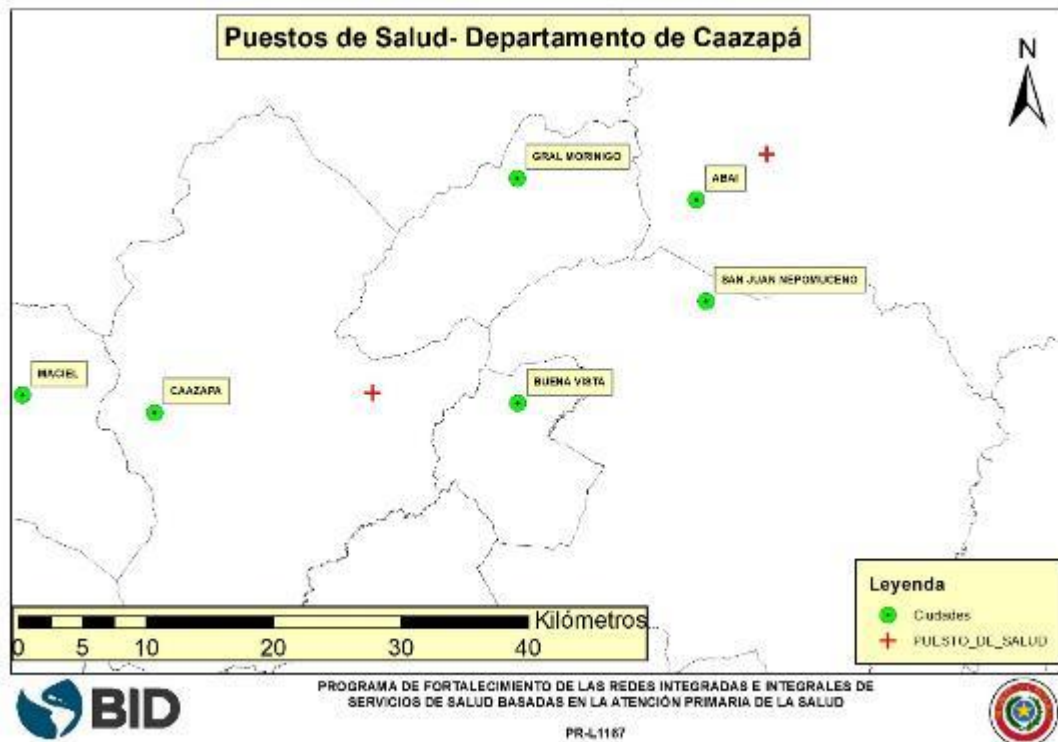 Puestos de Salud- Departamento de Caazapá
N
GRAL MORINIGO
ABAI
SAN JUAN NEPOMUCENO
MACIEL
CAAZAPA
BUENA VISTA
Leyenda
Ciudades
PUESTO_DE_SALUD
Kilómetros
0 5 10 20 30 40
BID
PROGRAMA DE FORTALECIMIENTO DE LAS REDES INTEGRADAS E INTEGRALES DE
SERVICIOS DE SALUD BASADAS EN LA ATENCIÓN PRIMARIA DE LA SALUD
PR-L1167